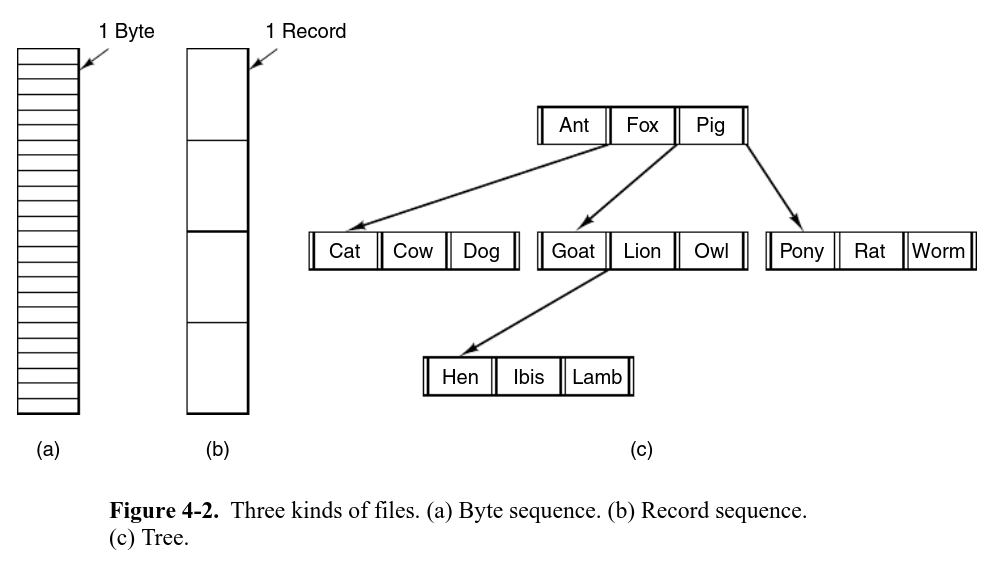 1 Byte
1 Record
Ant Fox Pig
Cat Cow Dog
Goat Lion Owl
Pony Rat Worm
Hen Ibis Lamb
(a)
(b)
(c)
Figure 4-2. Three kinds of files. (a) Byte sequence. (b) Record sequence.
(c) Tree.